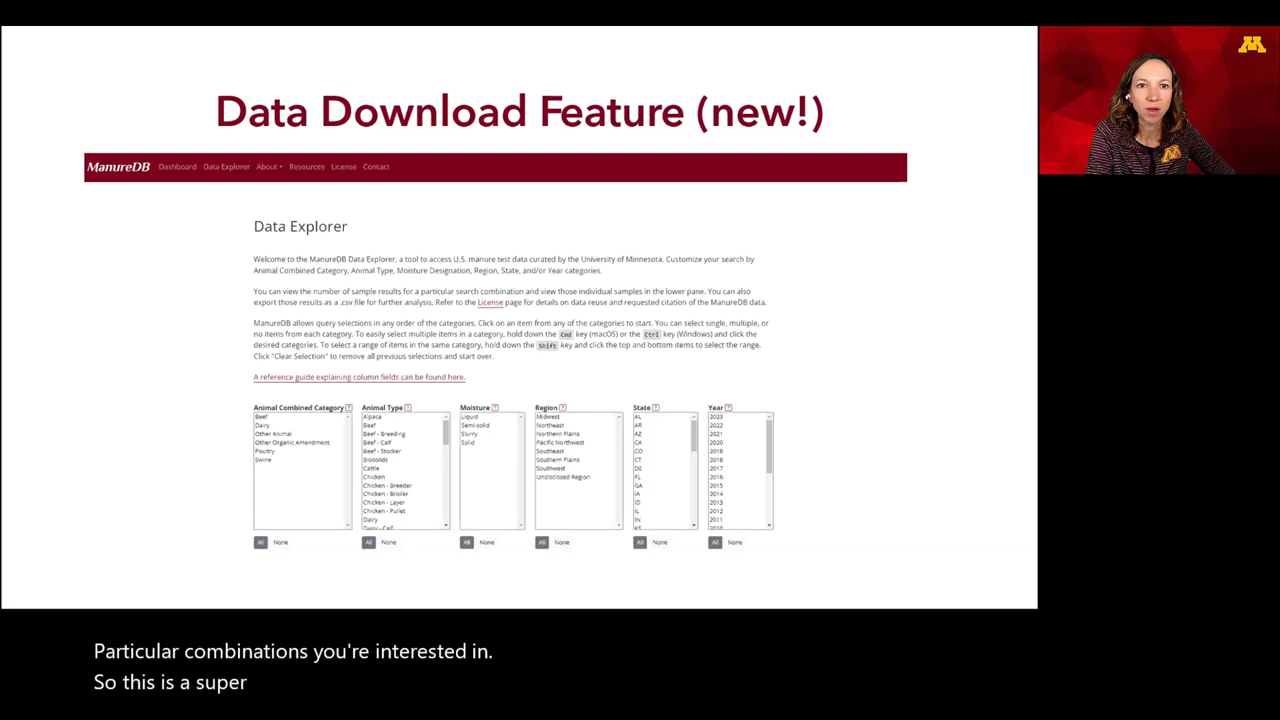 Data Download Feature (new!)
ManureDB Dashboard Data Explorer About Resources License Contact
Data Explorer
Welcome to the ManureDB Data Explorer, a tool to access U.S. manure test data curated by the University of Minnesota. Customize your search by
Animal Combined Category, Animal Type, Moisture Designation, Region, State, and/or Year categories.
You can view the number of sample results for a particular search combination and view those individual samples in the lower pane. You can also
export those results as a .csv file for further analysis. Refer to the License page for details on data reuse and requested citation of the ManureDB data.
ManureDB allows query selections in any order of the categories. Click on an item from any of the categories to start. You can select single, multiple, or
no items from each category. To easily select multiple items in a category, hold down the Cmd key (macOS) or the Ctrl key (Windows) and click the
desired categories. To select a range of items in the same category, hold down the Shift key and click the top and bottom items to select the range.
Click "Clear Selection" to remove all previous selections and start over.
A reference guide explaining column fields can be found here.
Animal Combined Category ?
Beef
Dairy
Other Animal
Other Organic Amendment
Poultry
Swine
All None
Animal Type ?
Alpaca
Beef
Beef - Breeding
Beef - Calf
Beef - Stocker
Biosolids
Cattle
Chicken
Chicken - Breeder
Chicken - Broiler
Chicken - Layer
Chicken - Pullet
Dairy
Dairy - Calf
All None
Moisture ?
Liquid
Semi-solid
Slurry
Solid
All None
Region ?
Midwest
Northeast
Northern Plains
Pacific Northwest
Southeast
Southern Plains
Southwest
Undisclosed Region
All None
State ?
AL
AR
AZ
CA
CO
CT
DE
FL
GA
IA
ID
IL
IN
KS
All None
Year ?
2023
2022
2021
2020
2019
2018
2017
2016
2015
2014
2013
2012
2011
2010
All None
Particular combinations you're interested in.
So this is a super
M
M